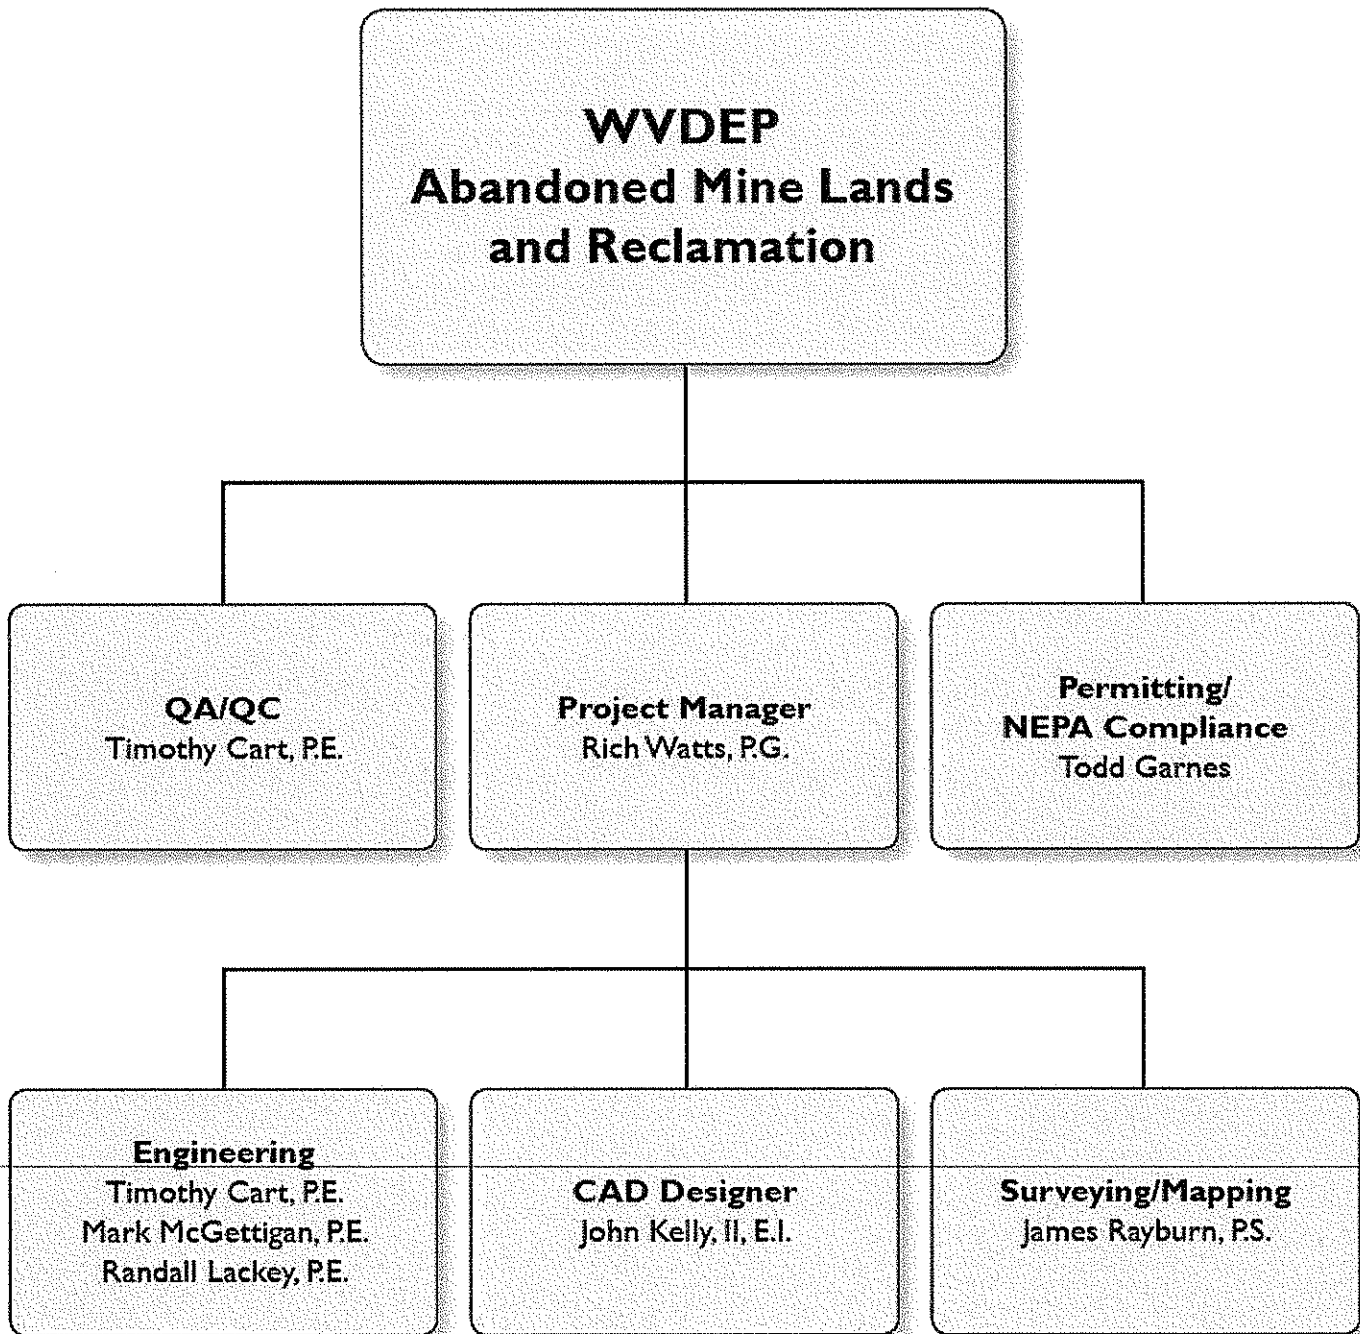 WVDEP
Abandoned Mine Lands
and Reclamation
QA/QC
Timothy Cart, P.E.
Project Manager
Rich Watts, P.G.
Permitting/
NEPA Compliance
Todd Garnes
Engineering
Timothy Cart, P.E.
Mark McGettigan, P.E.
Randall Lackey, P.E.
CAD Designer
John Kelly, II, E.I.
Surveying/Mapping
James Rayburn, P.S.